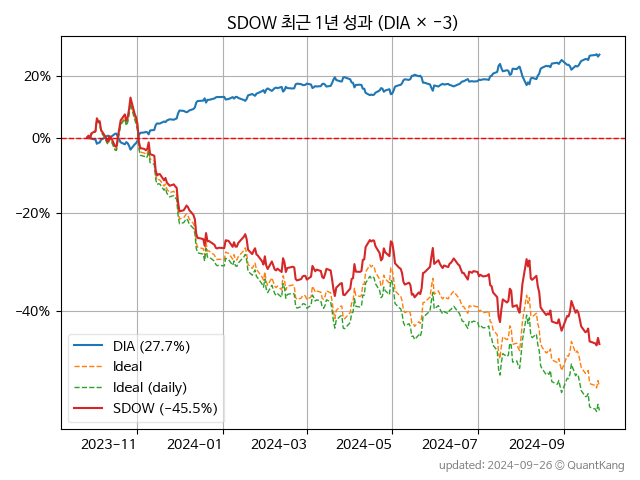 SDOW 최근 1년 성과 (DIA × −3)
20%
0%
−20%
−40%
DIA (27.7%)
Ideal
Ideal (daily)
SDOW (−45.5%)
2023−11 2024−01 2024−03 2024−05 2024−07 2024−09
updated: 2024-09-26 © QuantKang